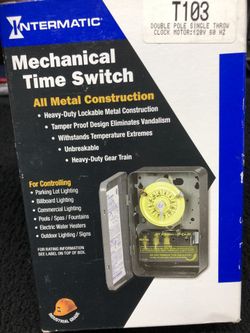 INTERMATIC®
T103
DOUBLE POLE SINGLE THROW
CLOCK MOTOR:120V 60 HZ
Mechanical
Time Switch
All Metal Construction
• Heavy-Duty Lockable Metal Construction
• Tamper Proof Design Eliminates Vandalism
• Withstands Temperature Extremes
• Unbreakable
• Heavy-Duty Gear Train
For Controlling:
• Parking Lot Lighting
• Billboard Lighting
• Commercial Lighting
• Pools / Spas / Fountains
• Electric Water Heaters
• Outdoor Lighting / Signs
FOR RATING INFORMATION
SEE LABEL ON TOP OF BOX.
INDUSTRIAL GRADE